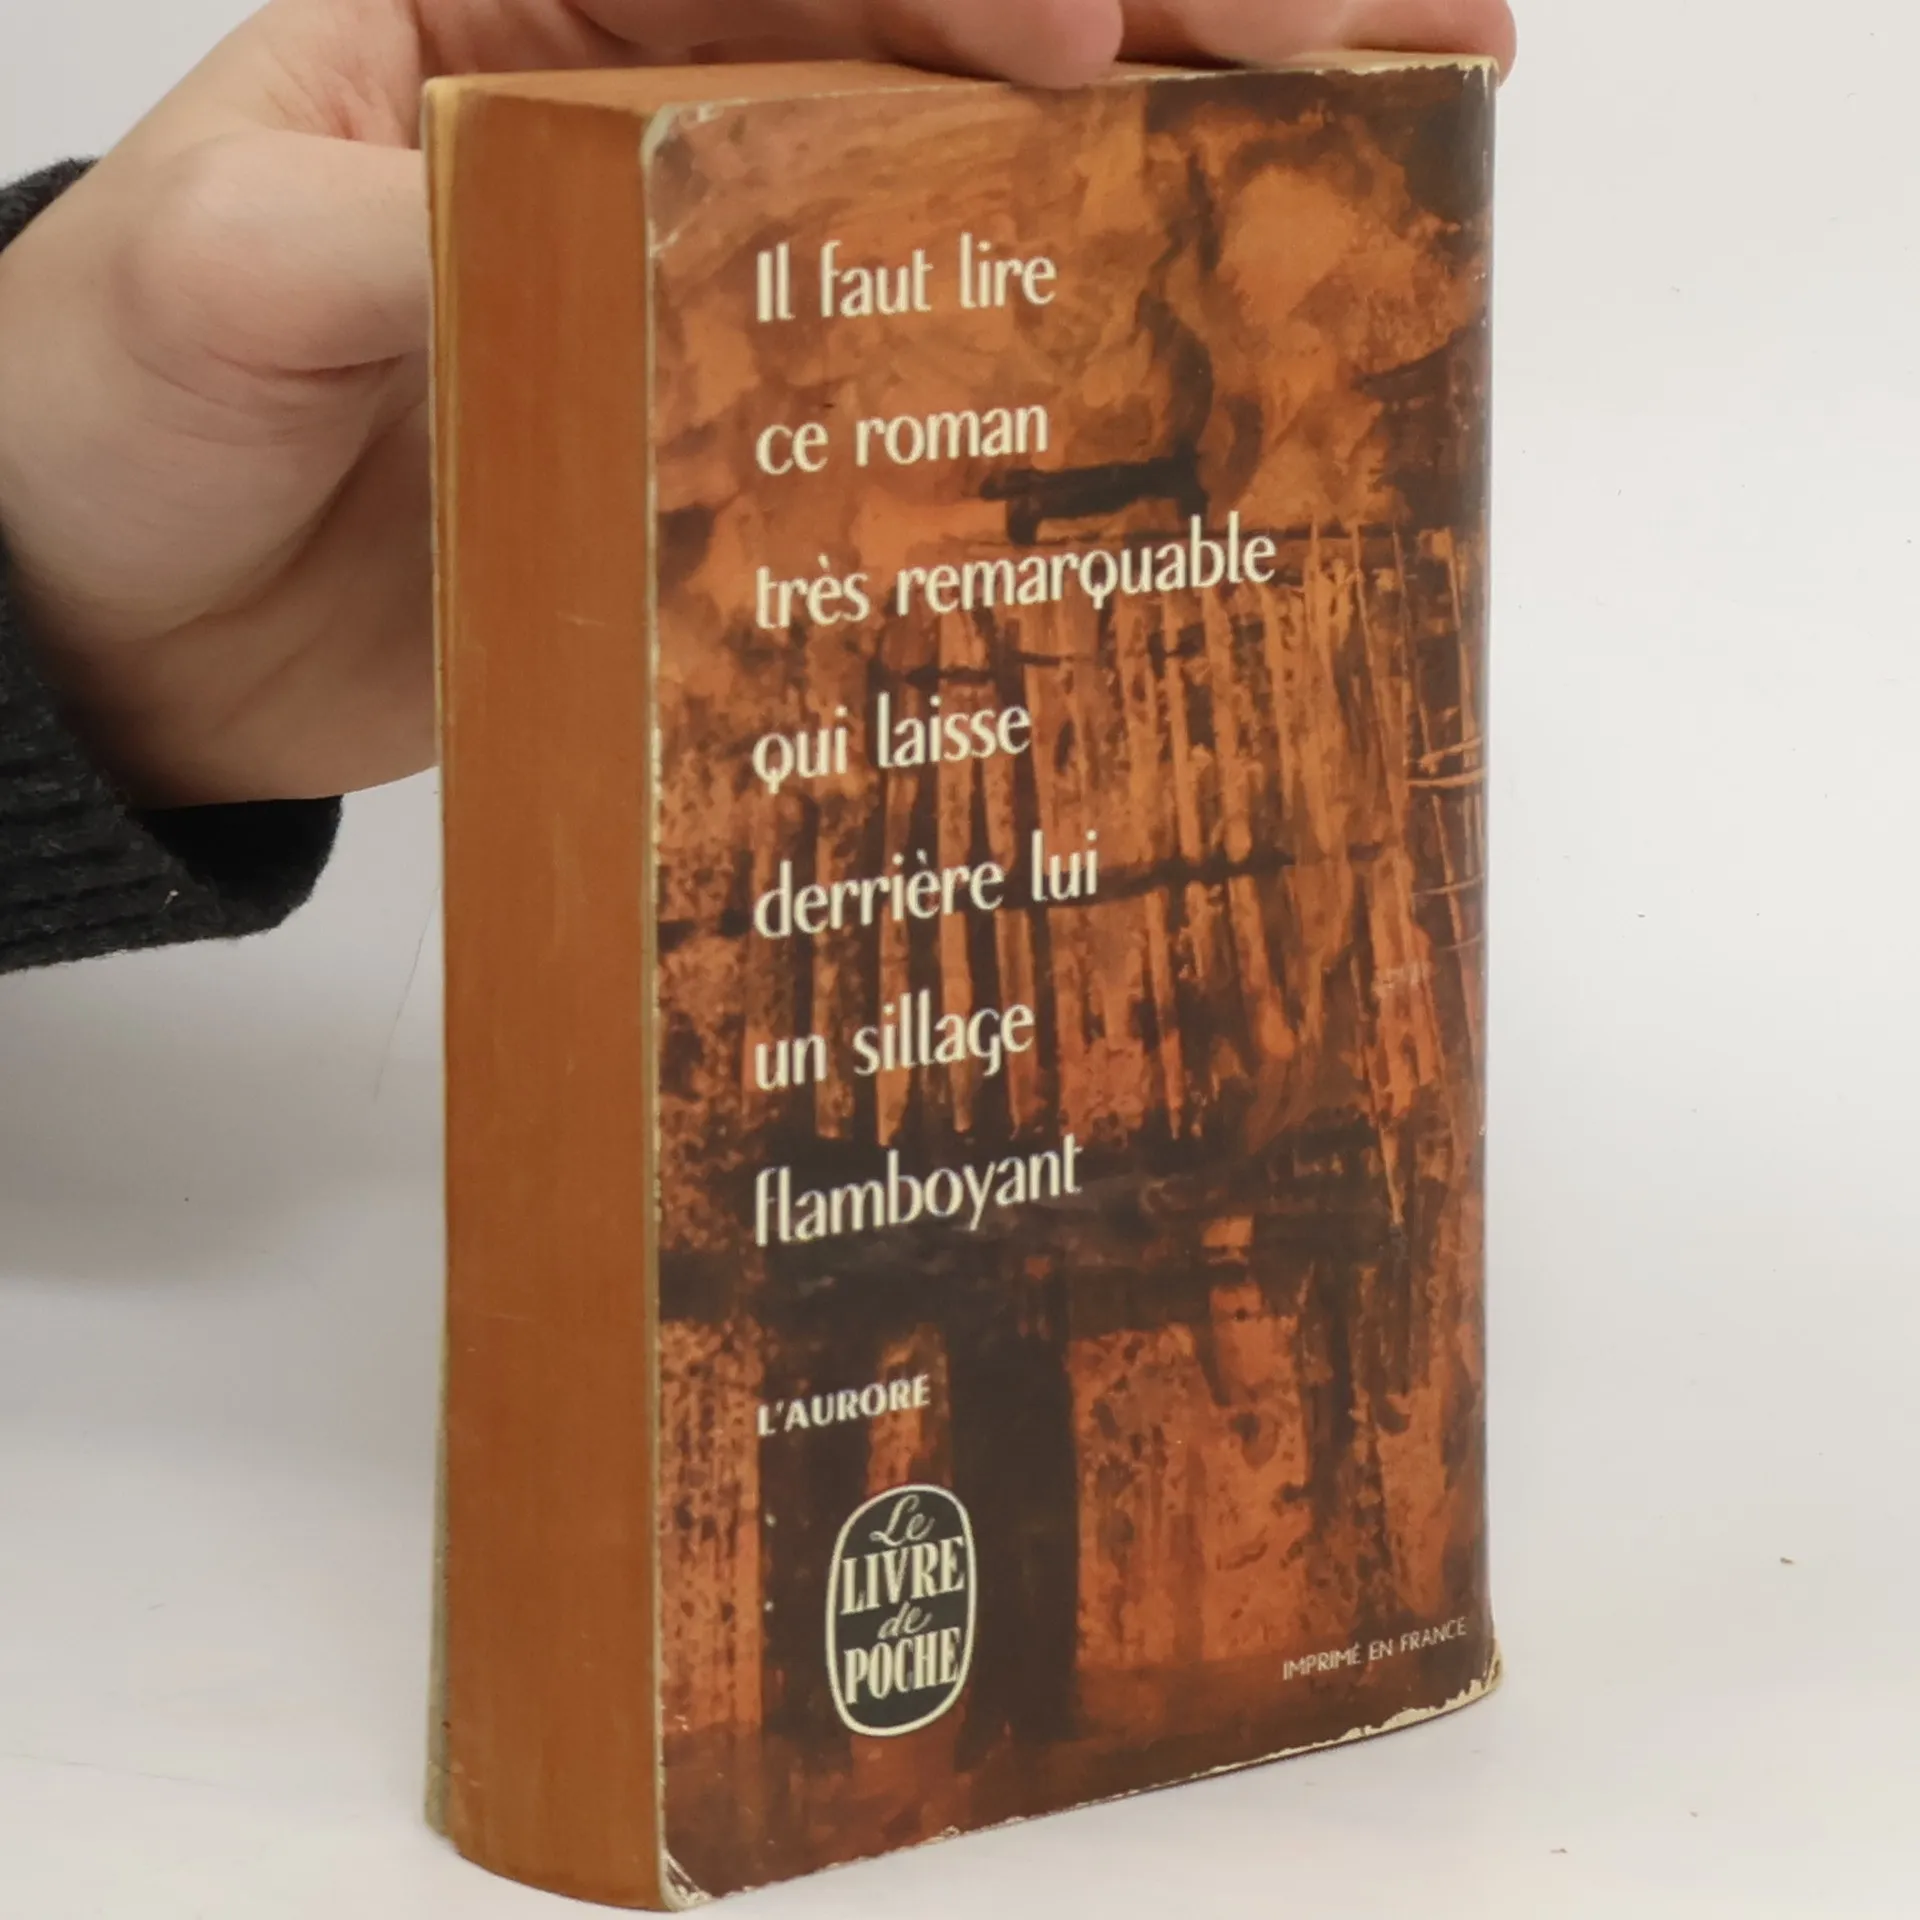 Il faut lire
ce roman
très remarquable
qui laisse
derrière lui
un sillage
flamboyant
L'AURORE
Le
LIVRE
de
POCHE
IMPRIMÉ EN FRANCE